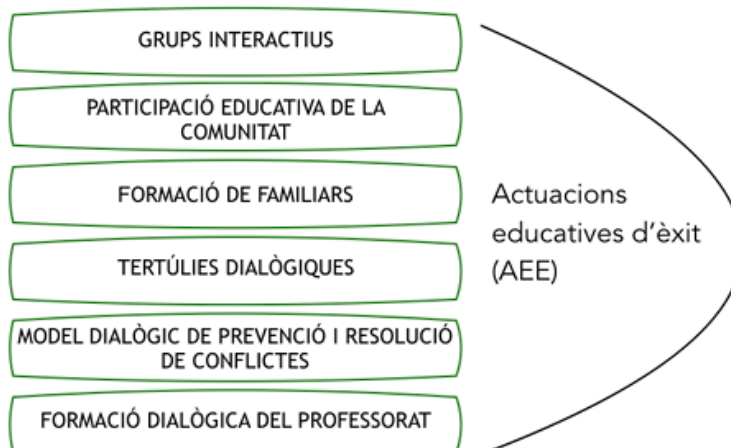 GRUPS INTERACTIUS
PARTICIPACIÓ EDUCATIVA DE LA
COMUNITAT
FORMACIÓ DE FAMILIARS
TERTÚLIES DIALÒGIQUES
MODEL DIALÒGIC DE PREVENCIÓ I RESOLUCIÓ
DE CONFLICTES
FORMACIÓ DIALÒGICA DEL PROFESSORAT
Actuacions
educatives d'èxit
(AEE)